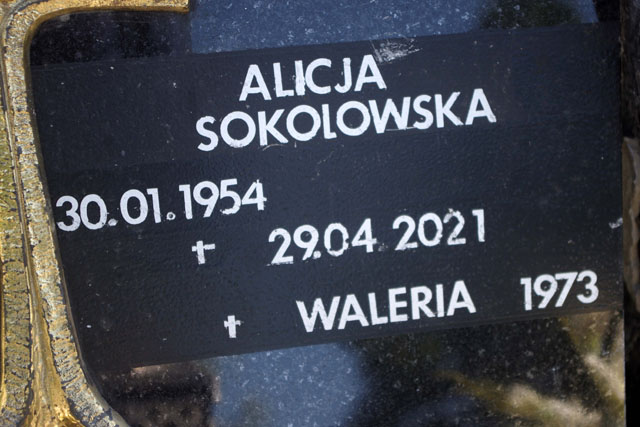 ALICJA
SOKOLOWSKA
30.01.1954
✝ 29.04.2021
✝ WALERIA 1973